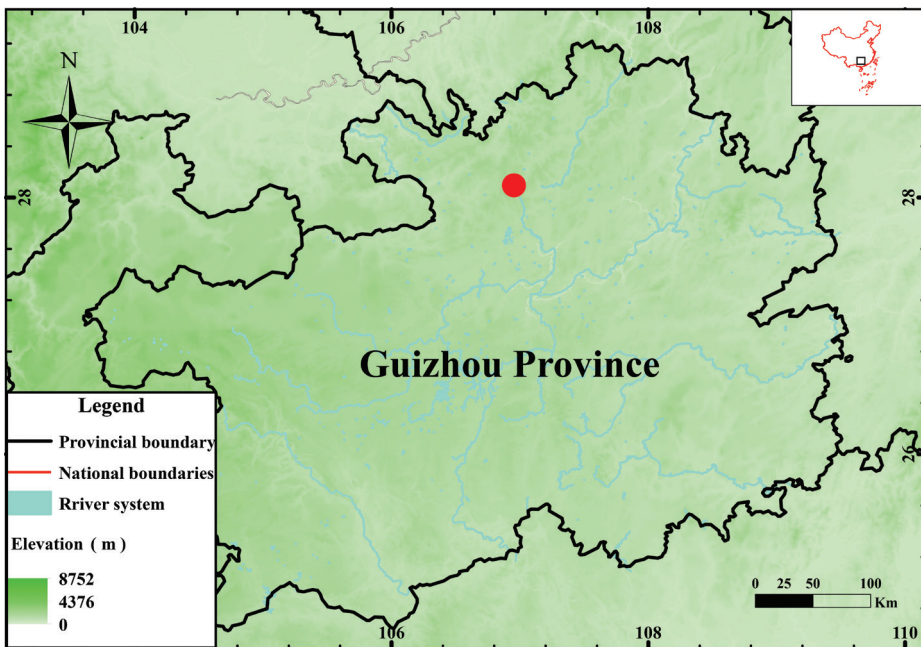 104 106 108
N
28 28
Guizhou Province
Legend
Provincial boundary
National boundaries
Rriver system
Elevation ( m )
8752
4376
0
26
0 25 50 100
Km
106 108 110